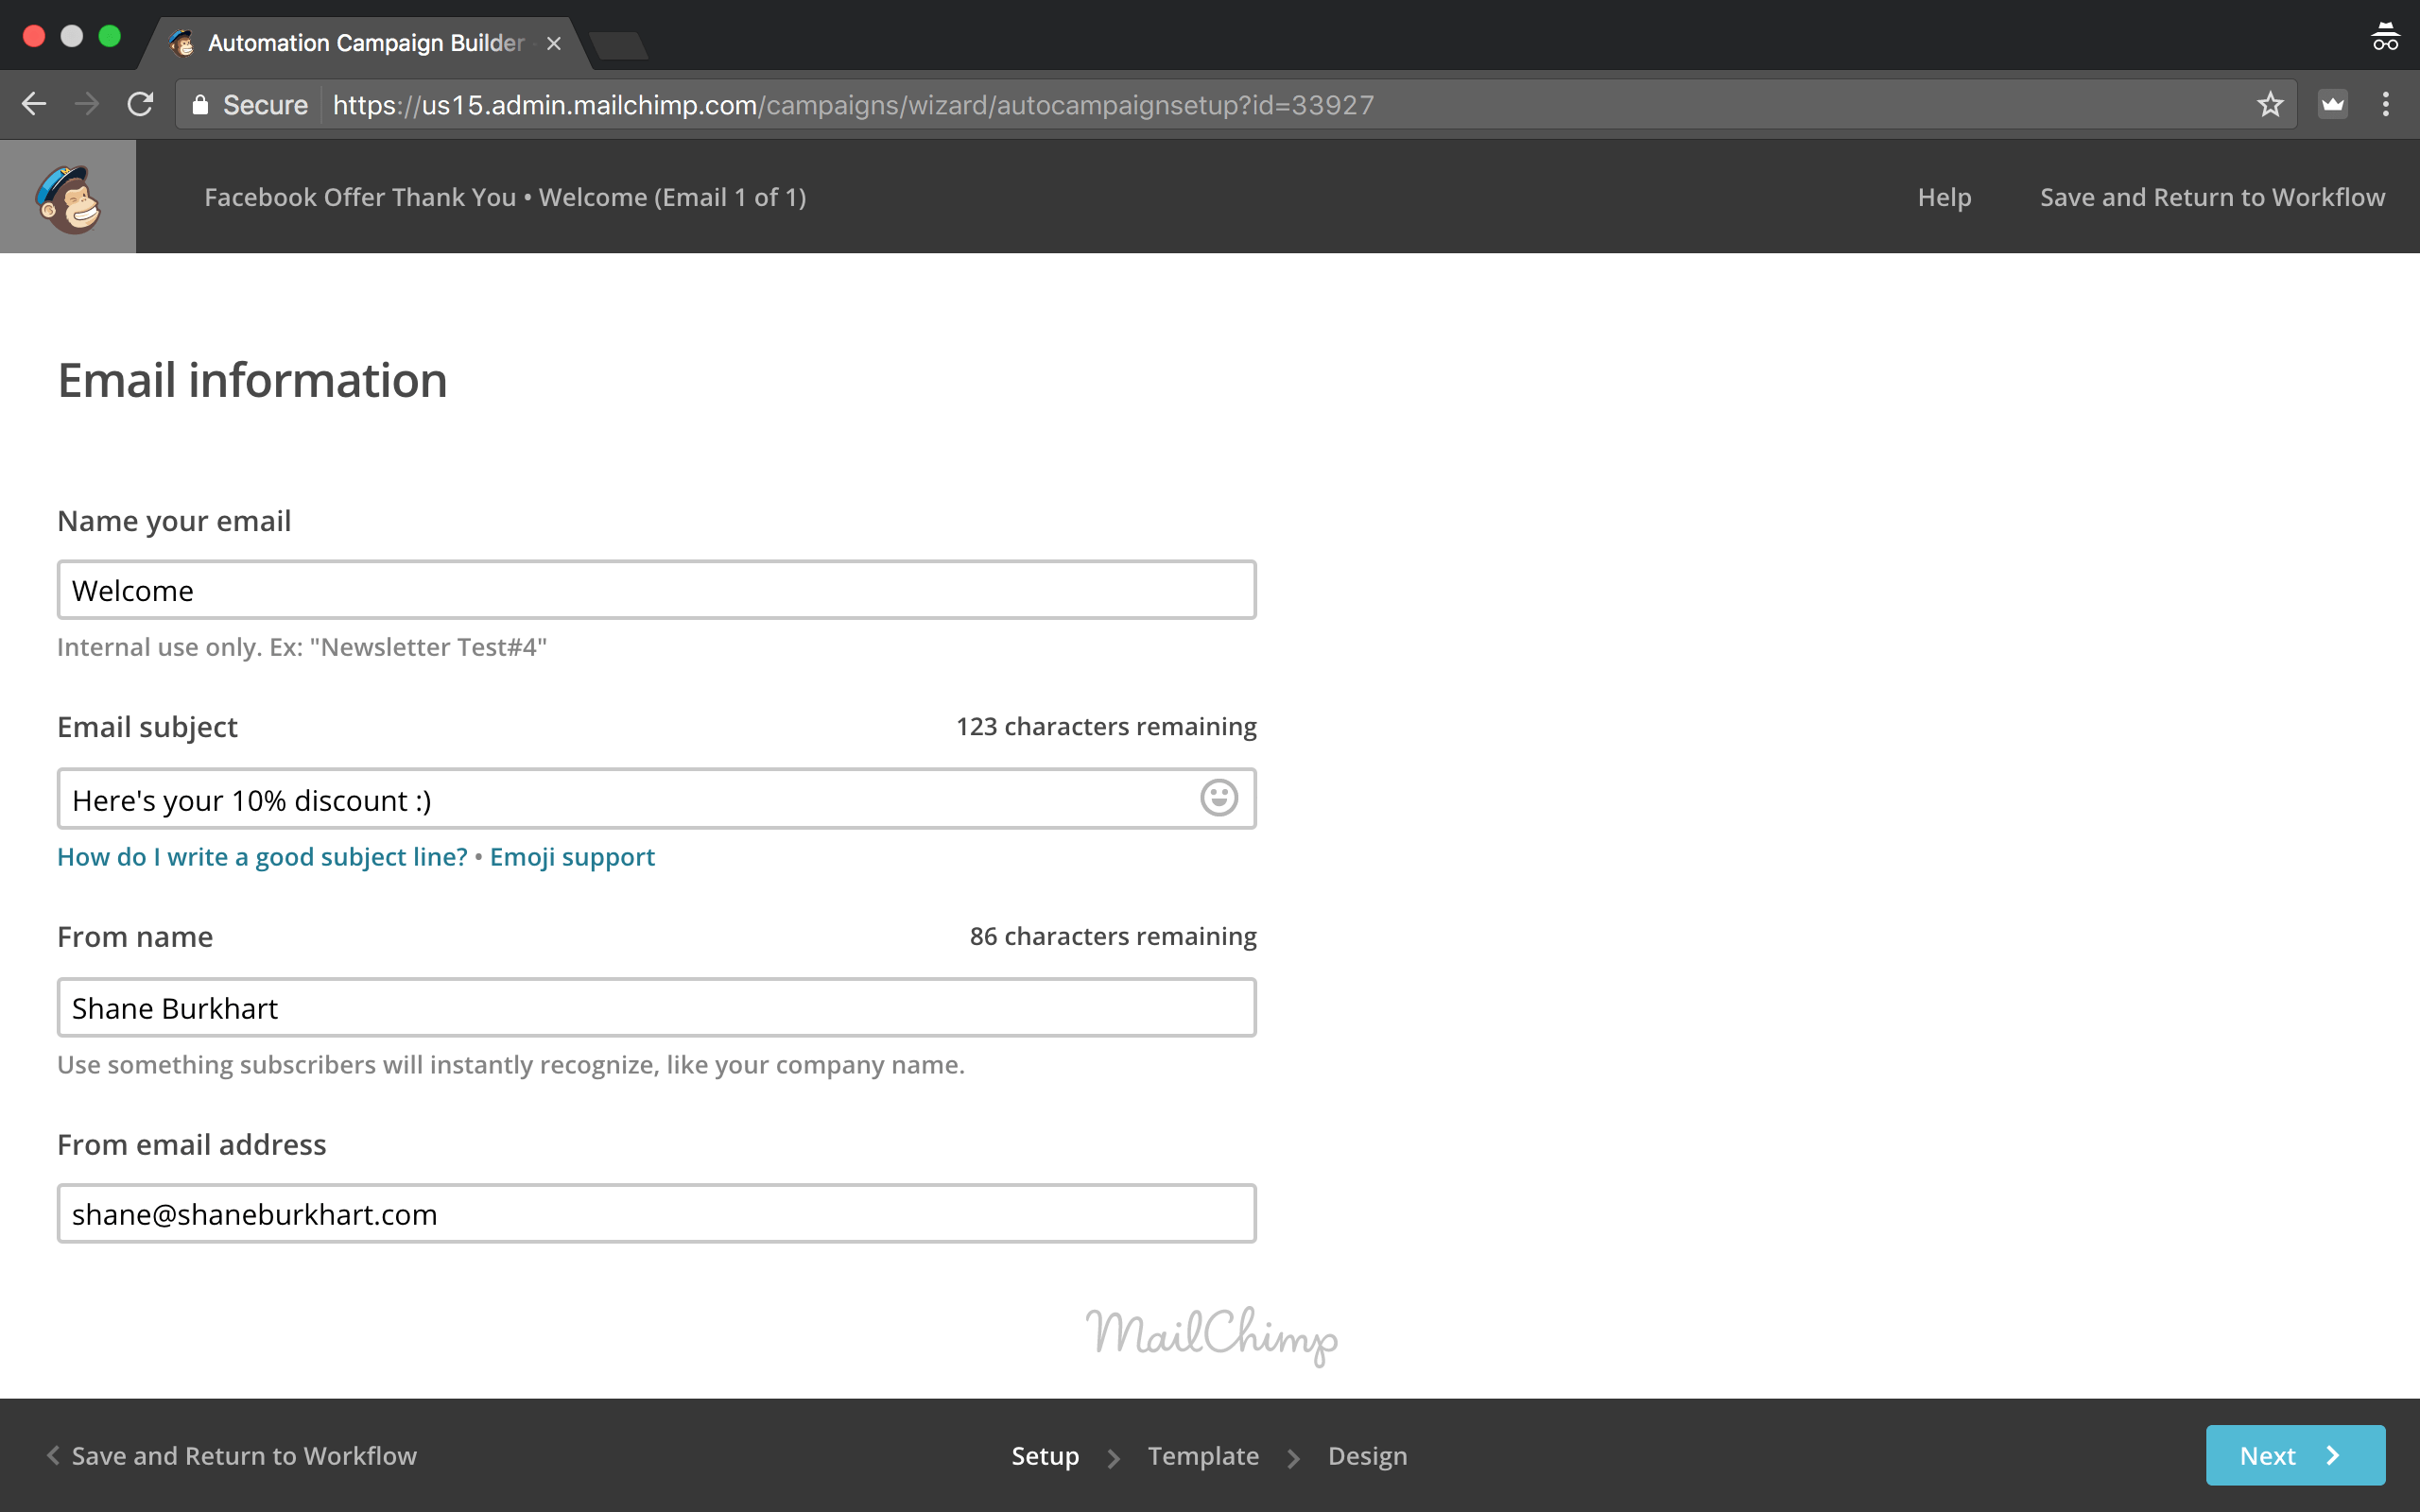 Automation Campaign Builder
Secure https://us15.admin.mailchimp.com/campaigns/wizard/autocampaignsetup?id=33927
Facebook Offer Thank You • Welcome (Email 1 of 1) Help Save and Return to Workflow
Email information
Name your email
Welcome
Internal use only. Ex: "Newsletter Test#4"
Email subject 123 characters remaining
Here's your 10% discount :)
How do I write a good subject line? • Emoji support
From name 86 characters remaining
Shane Burkhart
Use something subscribers will instantly recognize, like your company name.
From email address
shane@shaneburkhart.com
MailChimp
Save and Return to Workflow Setup Template Design Next